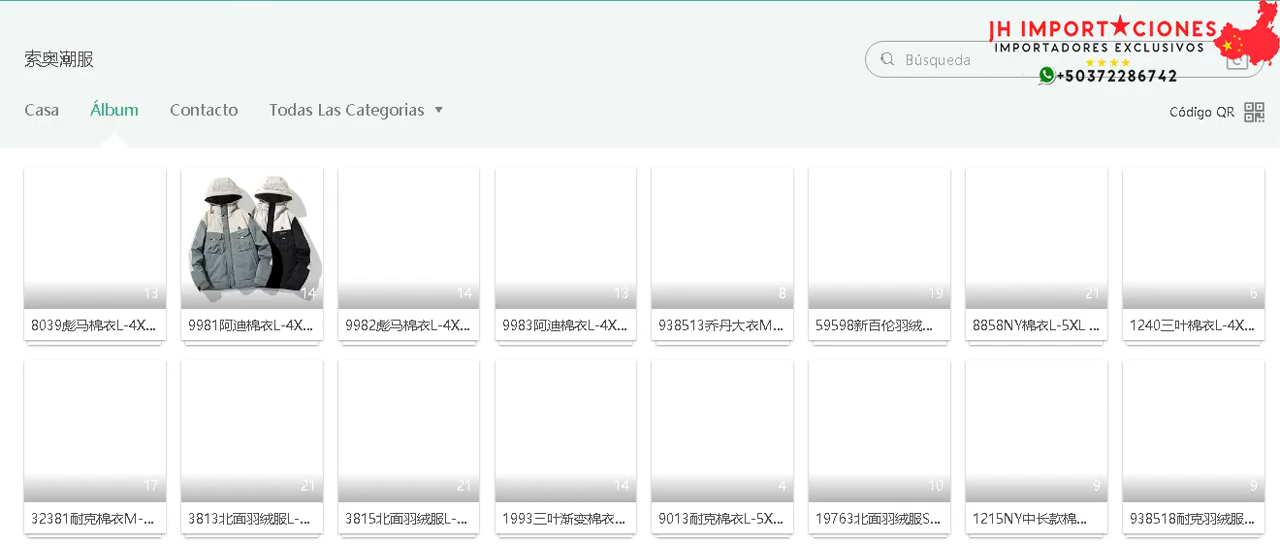 JH IMPORT★CIONES
IMPORTADORES EXCLUSIVOS
+50372286742
索奥潮服
Búsqueda
Casa
Álbum
Contacto
Todas Las Categorias
Código QR
13
14
14
13
8
19
21
6
8039彪马棉衣L-4X...
9981阿迪棉衣L-4X...
9982彪马棉衣L-4X...
9983阿迪棉衣L-4X...
938513乔丹大衣M...
59598新百伦羽绒...
8858NY棉衣L-5XL ...
1240三叶棉衣L-4X...
17
21
21
14
4
10
9
9
32381耐克棉衣M-...
3813北面羽绒服L-...
3815北面羽绒服L-...
1993三叶渐变棉衣...
9013耐克棉衣L-5X...
19763北面羽绒服S...
1215NY中长款棉...
938518耐克羽绒服...